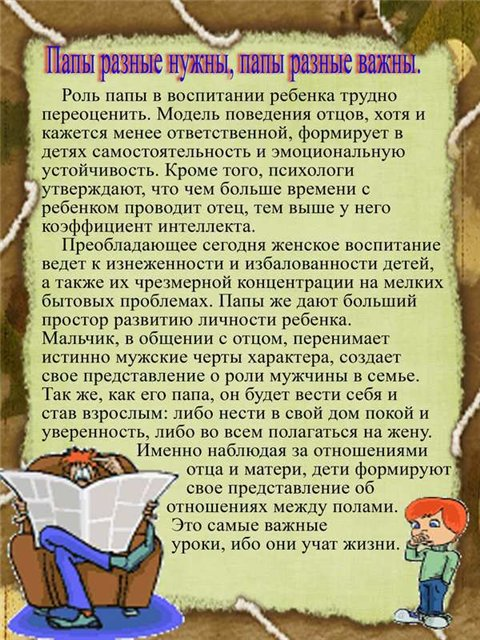 Папы разные нужны, папы разные важны.
Роль папы в воспитании ребенка трудно
переоценить. Модель поведения отцов, хотя и
кажется менее ответственной, формирует в
детях самостоятельность и эмоциональную
устойчивость. Кроме того, психологи
утверждают, что чем больше времени с
ребенком проводит отец, тем выше у него
коэффициент интеллекта.
Преобладающее сегодня женское воспитание
ведет к изнеженности и избалованности детей,
а также их чрезмерной концентрации на мелких
бытовых проблемах. Папы же дают больший
простор развитию личности ребенка.
Мальчик, в общении с отцом, перенимает
истинно мужские черты характера, создает
свое представление о роли мужчины в семье.
Так же, как его папа, он будет вести себя и
став взрослым: либо нести в свой дом покой и
уверенность, либо во всем полагаться на жену.
Именно наблюдая за отношениями
отца и матери, дети формируют
свое представление об
отношениях между полами.
Это самые важные
уроки, ибо они учат жизни.